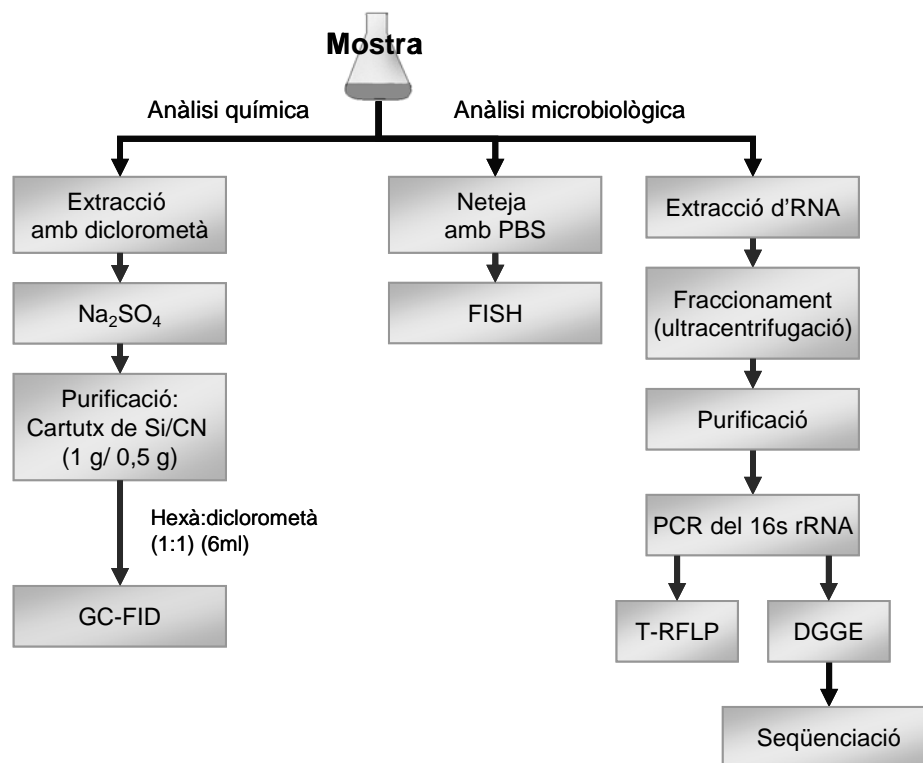 Mostra
Anàlisi química
Anàlisi microbiològica
Extracció
amb diclorometà
Na₂SO₄
Purificació:
Cartutx de Si/CN
(1 g/ 0,5 g)
Hexà:diclorometà
(1:1) (6ml)
GC-FID
Neteja
amb PBS
FISH
Extracció d’RNA
Fraccionament
(ultracentrifugació)
Purificació
PCR del 16s rRNA
T-RFLP
DGGE
Seqüenciació